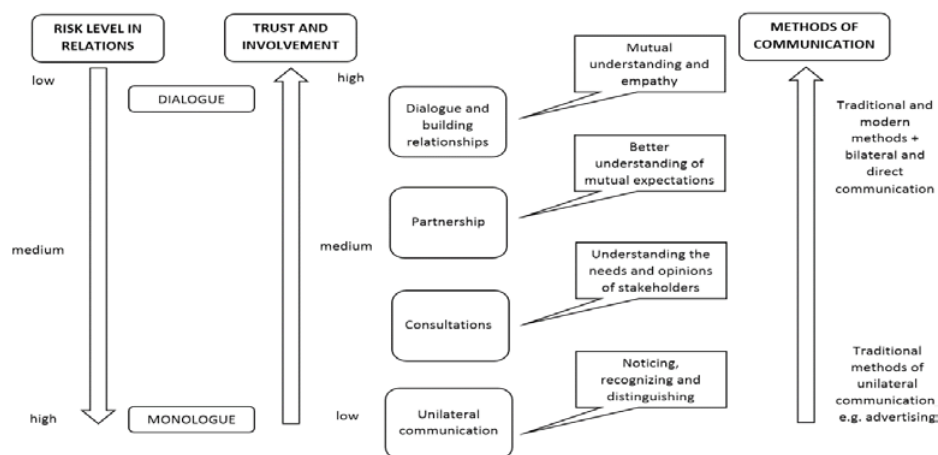 RISK LEVEL IN
RELATIONS
TRUST AND
INVOLVEMENT
METHODS OF
COMMUNICATION
low
medium
high
DIALOGUE
MONOLOGUE
high
medium
low
Dialogue and
building
relationships
Mutual
understanding and
empathy
Partnership
Better
understanding of
mutual expectations
Consultations
Understanding the
needs and opinions
of stakeholders
Unilateral
communication
Noticing,
recognizing and
distinguishing
Traditional and
modern
methods +
bilateral and
direct
communication
Traditional
methods of
unilateral
communication
e.g. advertising;